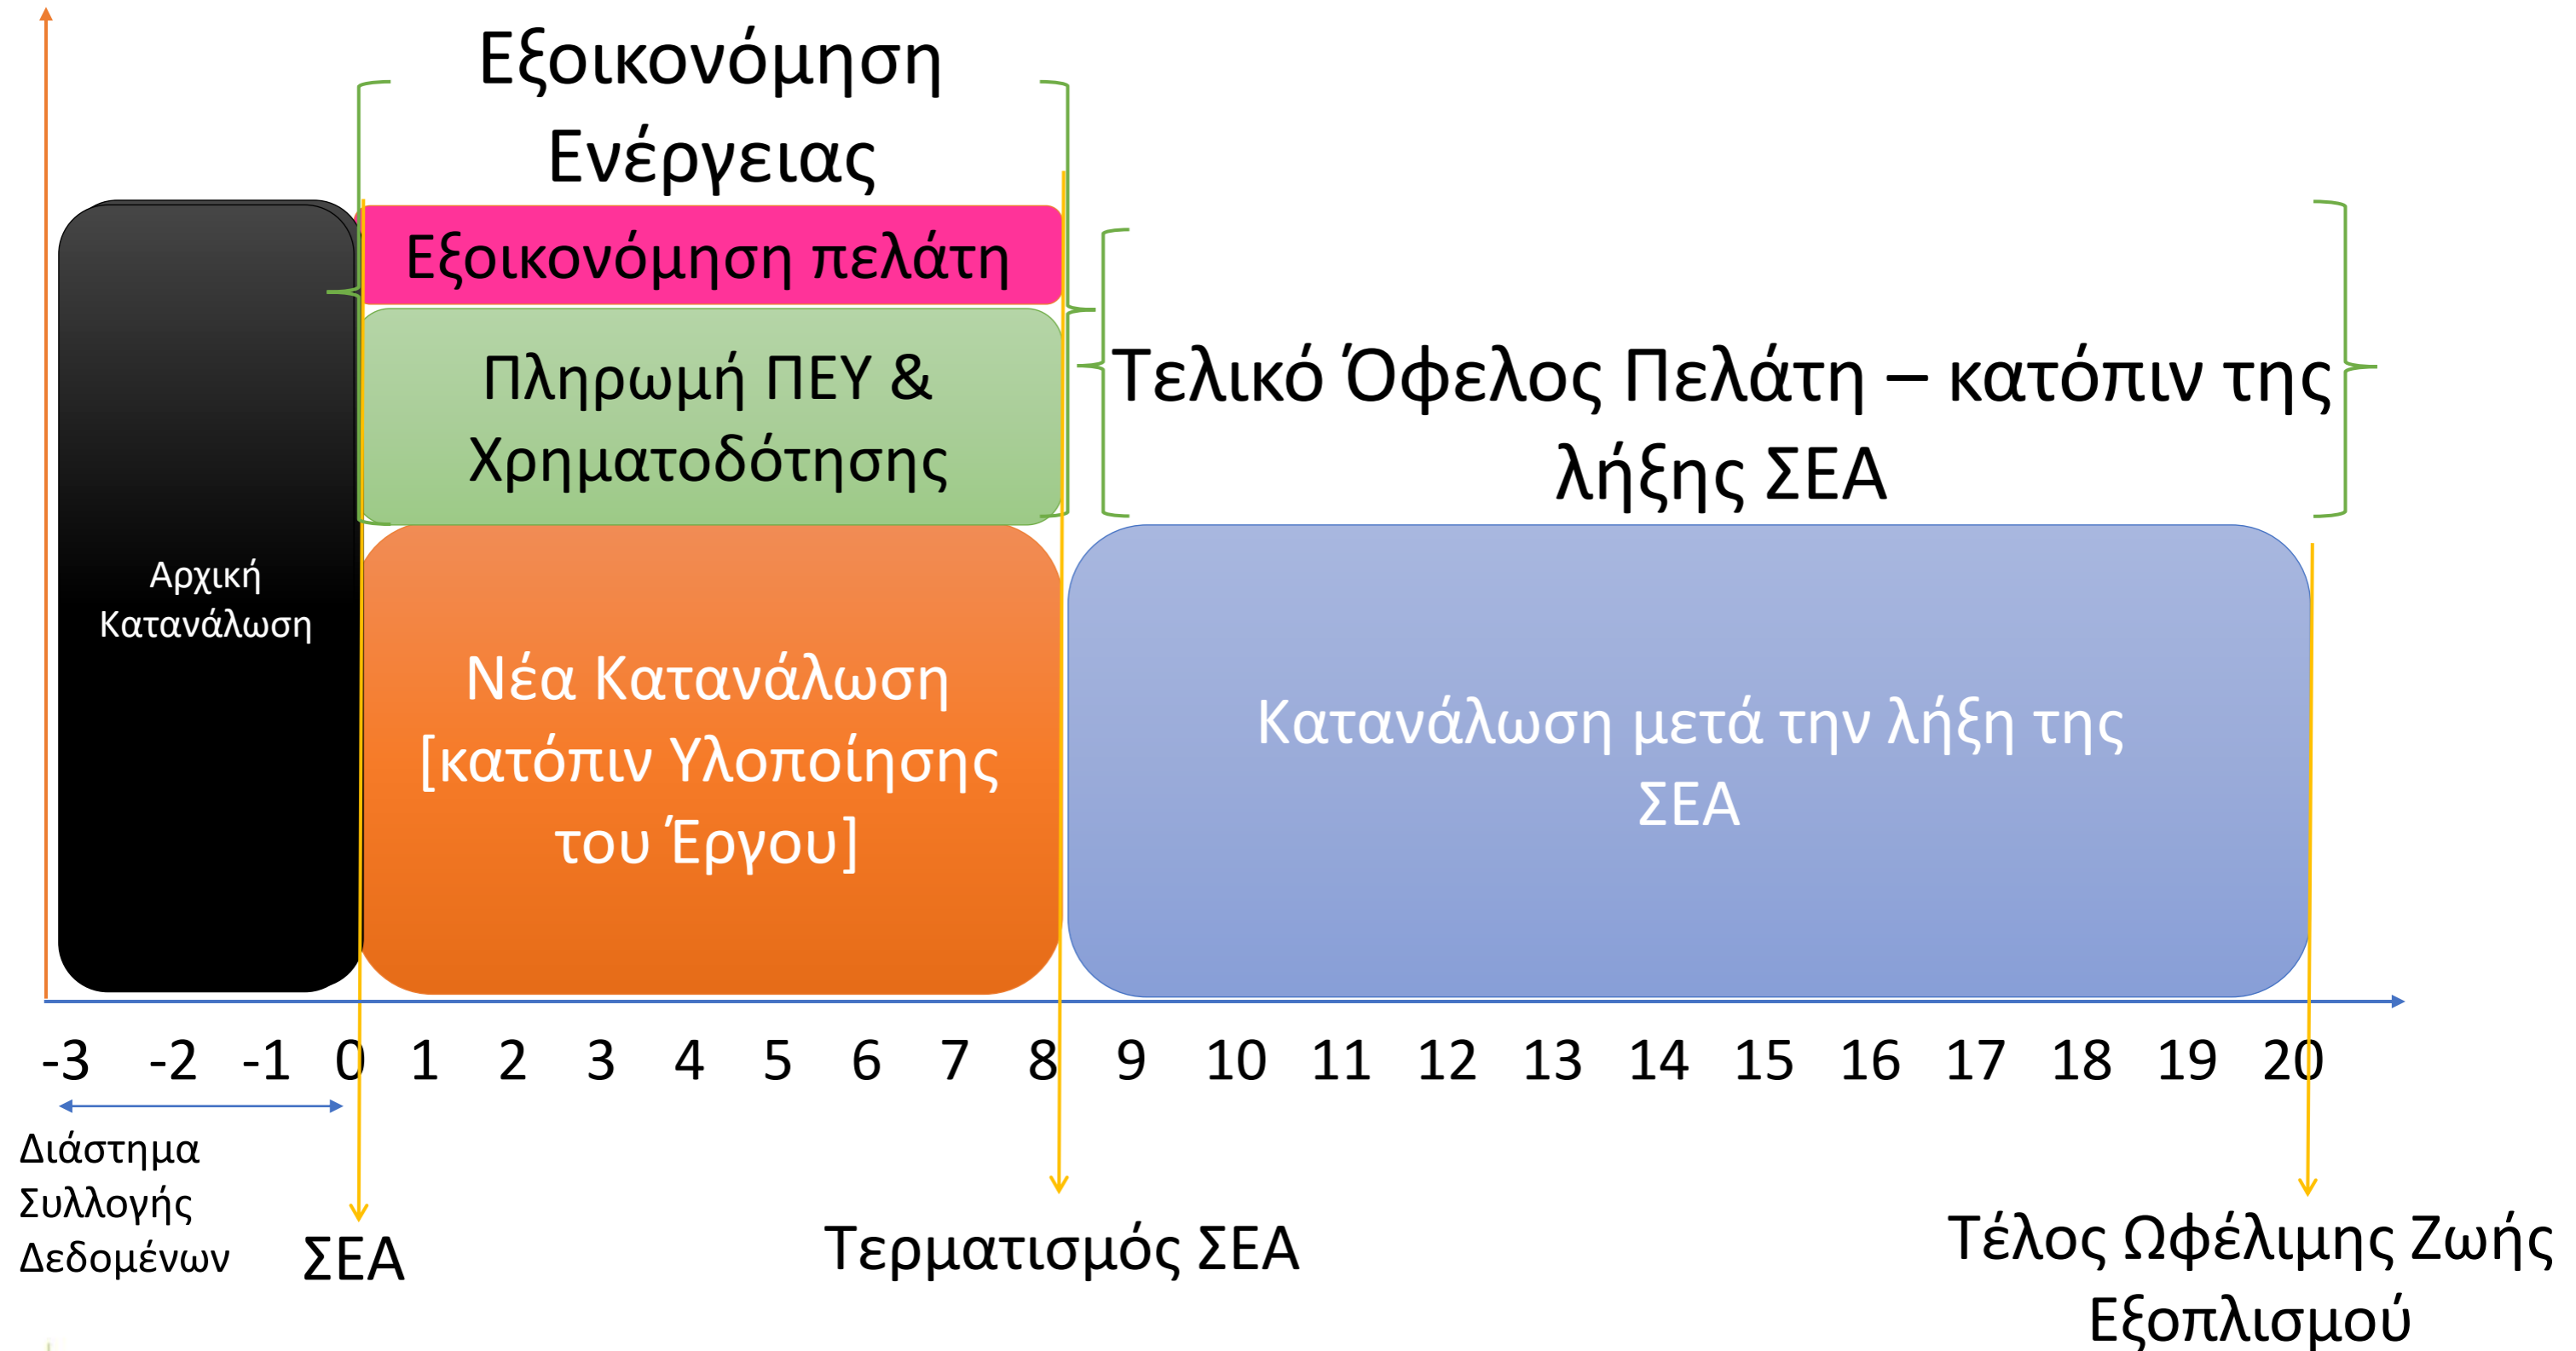 Εξοικονόμηση
Ενέργειας
Εξοικονόμηση πελάτη
Πληρωμή ΠΕΥ &
Χρηματοδότησης
Τελικό Όφελος Πελάτη – κατόπιν της
λήξης ΣΕΑ
Αρχική
Κατανάλωση
Νέα Κατανάλωση
[κατόπιν Υλοποίησης
του Έργου]
Κατανάλωση μετά την λήξη της
ΣΕΑ
-3 -2 -1 0 1 2 3 4 5 6 7 8 9 10 11 12 13 14 15 16 17 18 19 20
Διάστημα
Συλλογής
Δεδομένων
ΣΕΑ
Τερματισμός ΣΕΑ
Τέλος Ωφέλιμης Ζωής
Εξοπλισμού